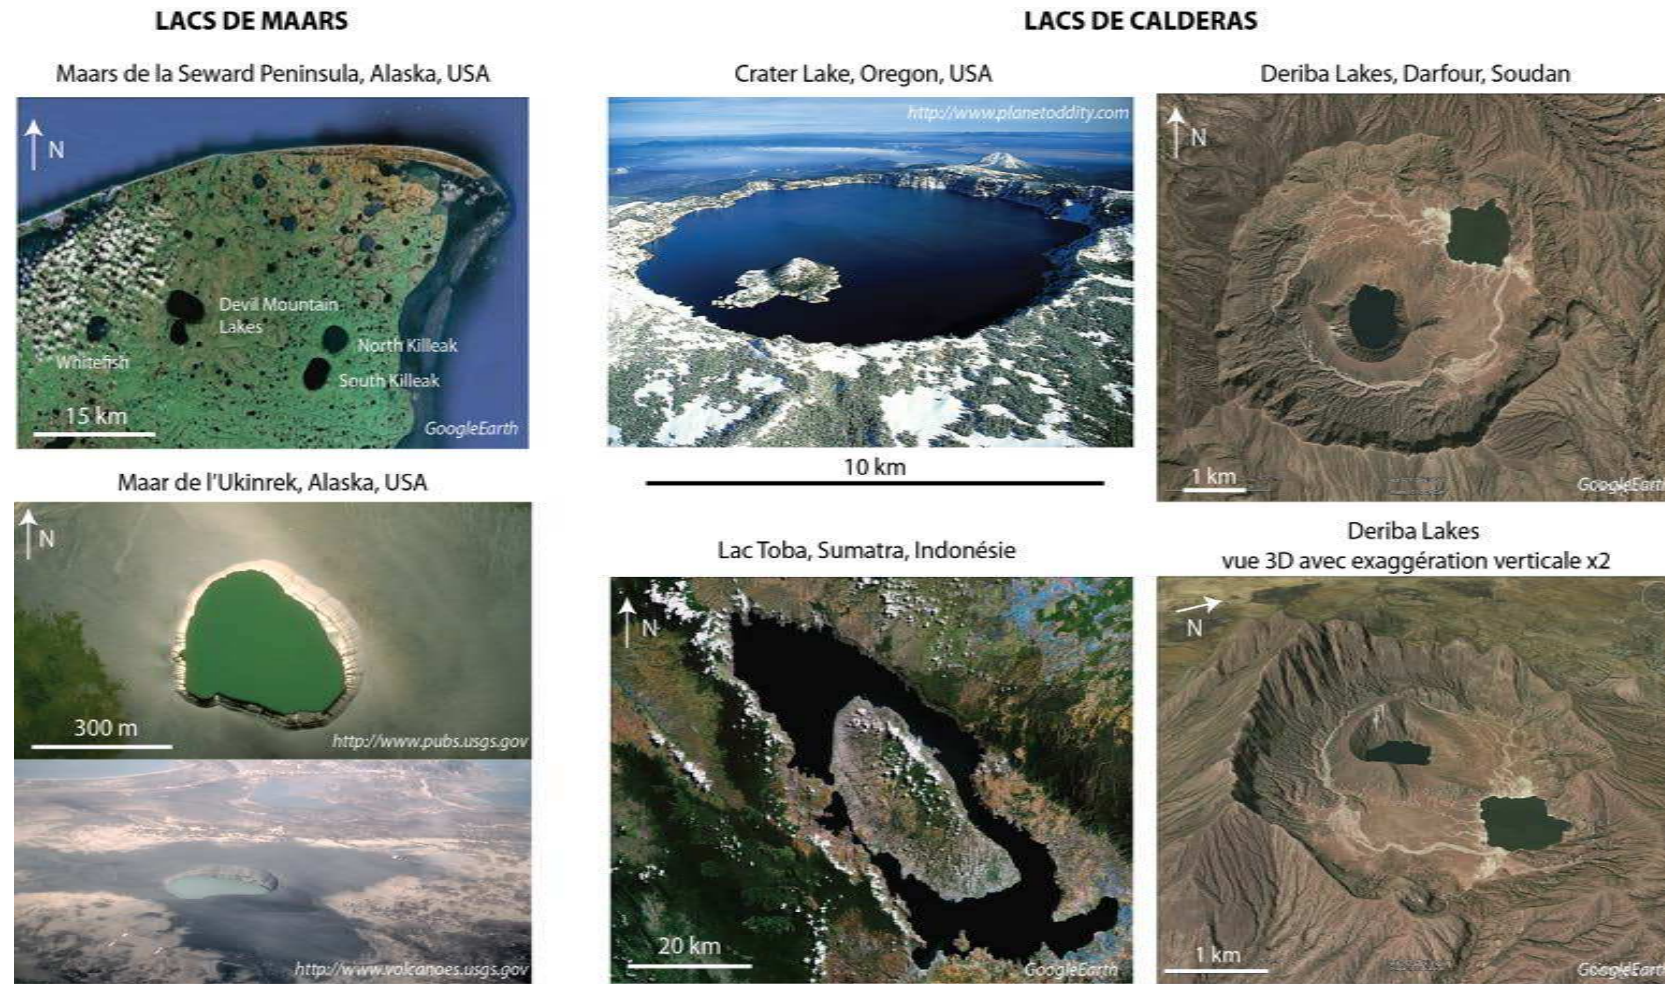 LACS DE MAARS
Maars de la Seward Peninsula, Alaska, USA
N
Devil Mountain
Lakes
Whitefish
North Killeak
South Killeak
15 km
GoogleEarth
Maar de l'Ukinrek, Alaska, USA
N
300 m
http://www.pubs.usgs.gov
http://www.volcanoes.usgs.gov
LACS DE CALDERAS
Crater Lake, Oregon, USA
http://www.planetoddity.com
10 km
Deriba Lakes, Darfour, Soudan
N
1 km
GoogleEarth
Lac Toba, Sumatra, Indonésie
N
20 km
GoogleEarth
Deriba Lakes
vue 3D avec exaggération verticale x2
N
1 km
GoogleEarth